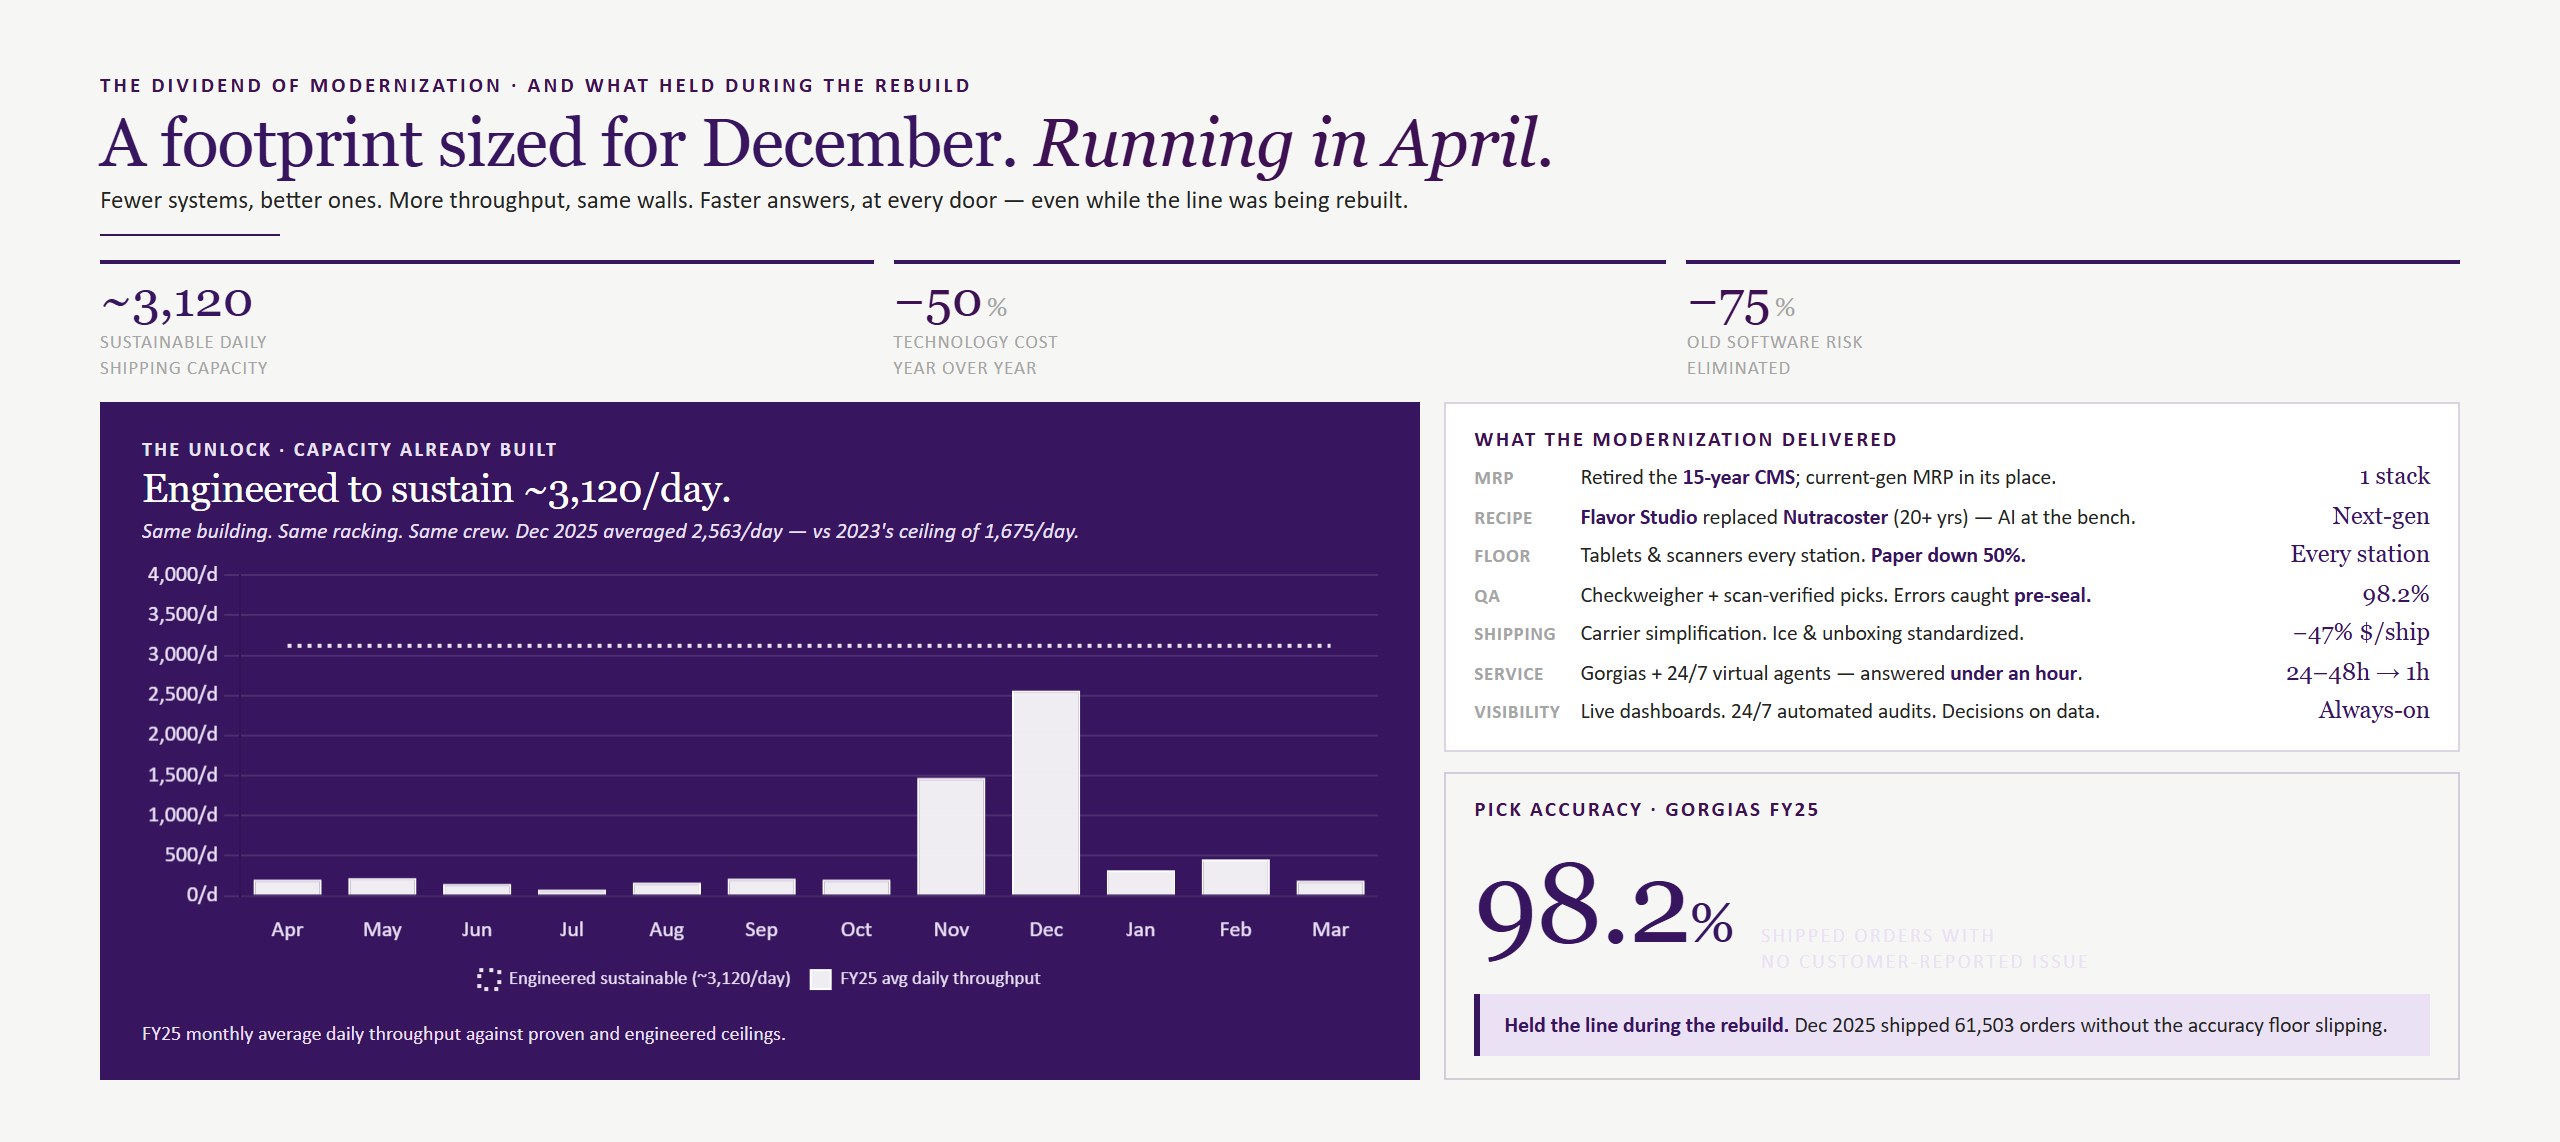 THE DIVIDEND OF MODERNIZATION · AND WHAT HELD DURING THE REBUILD
A footprint sized for December. Running in April.
Fewer systems, better ones. More throughput, same walls. Faster answers, at every door — even while the line was being rebuilt.
~3,120
SUSTAINABLE DAILY
SHIPPING CAPACITY
−50 %
TECHNOLOGY COST
YEAR OVER YEAR
−75 %
OLD SOFTWARE RISK
ELIMINATED
THE UNLOCK · CAPACITY ALREADY BUILT
Engineered to sustain ~3,120/day.
Same building. Same racking. Same crew. Dec 2025 averaged 2,563/day — vs 2023's ceiling of 1,675/day.
4,000/d
3,500/d
3,000/d
2,500/d
2,000/d
1,500/d
1,000/d
500/d
0/d
Apr May Jun Jul Aug Sep Oct Nov Dec Jan Feb Mar
Engineered sustainable (~3,120/day) FY25 avg daily throughput
FY25 monthly average daily throughput against proven and engineered ceilings.
WHAT THE MODERNIZATION DELIVERED
MRP Retired the 15-year CMS; current-gen MRP in its place. 1 stack
RECIPE Flavor Studio replaced Nutracoster (20+ yrs) — AI at the bench. Next-gen
FLOOR Tablets & scanners every station. Paper down 50%. Every station
QA Checkweigher + scan-verified picks. Errors caught pre-seal. 98.2%
SHIPPING Carrier simplification. Ice & unboxing standardized. −47% $/ship
SERVICE Gorgias + 24/7 virtual agents — answered under an hour. 24–48h → 1h
VISIBILITY Live dashboards. 24/7 automated audits. Decisions on data. Always-on
PICK ACCURACY · GORGIAS FY25
98.2%
SHIPPED ORDERS WITH
NO CUSTOMER-REPORTED ISSUE
Held the line during the rebuild. Dec 2025 shipped 61,503 orders without the accuracy floor slipping.